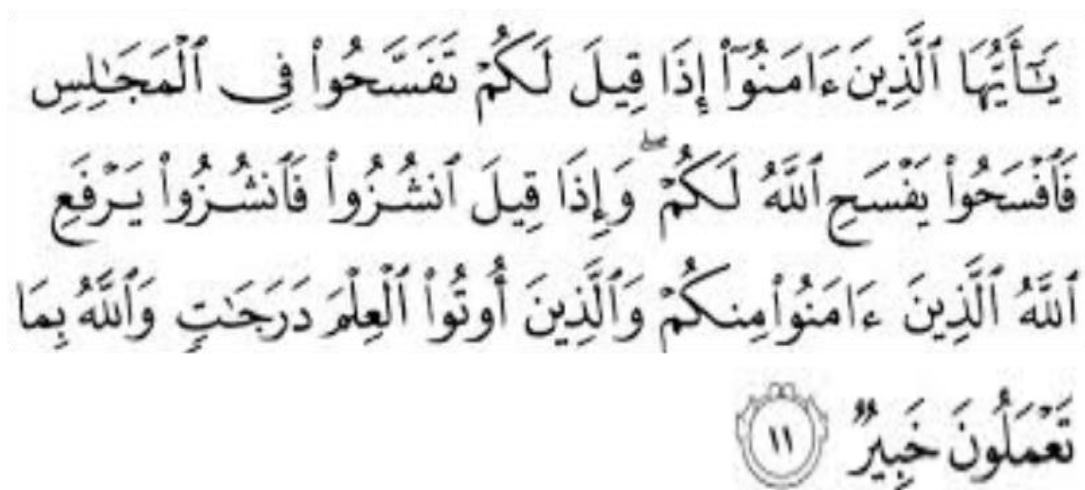 يَـٰٓأَيُّهَا ٱلَّذِينَ ءَامَنُوٓا۟ إِذَا قِيلَ لَكُمْ تَفَسَّحُوا۟ فِى ٱلْمَجَـٰلِسِ
فَٱفْسَحُوا۟ يَفْسَحِ ٱللَّهُ لَكُمْ ۖ وَإِذَا قِيلَ ٱنشُزُوا۟ فَٱنشُزُوا۟ يَرْفَعِ
ٱللَّهُ ٱلَّذِينَ ءَامَنُوا۟ مِنكُمْ وَٱلَّذِينَ أُوتُوا۟ ٱلْعِلْمَ دَرَجَـٰتٍ وَٱللَّهُ بِمَا
تَعْمَلُونَ خَبِيرٌ ١١